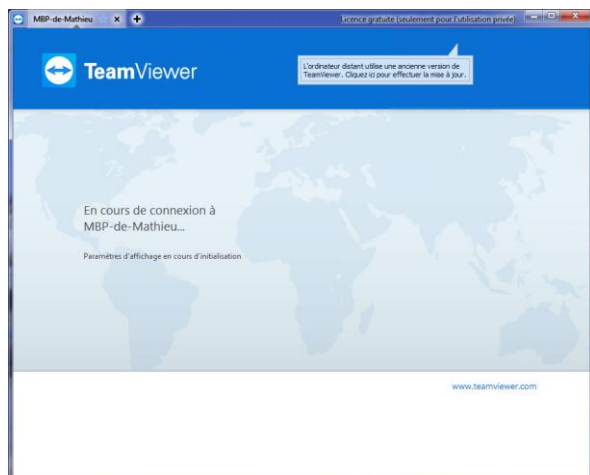 MBP-de-Mathieu
Licence gratuite (seulement pour l'utilisation privée)
TeamViewer
L'ordinateur distant utilise une ancienne version de
TeamViewer. Cliquez ici pour effectuer la mise à jour.
En cours de connexion à
MBP-de-Mathieu...
Paramètres d'affichage en cours d'initialisation
www.teamviewer.com